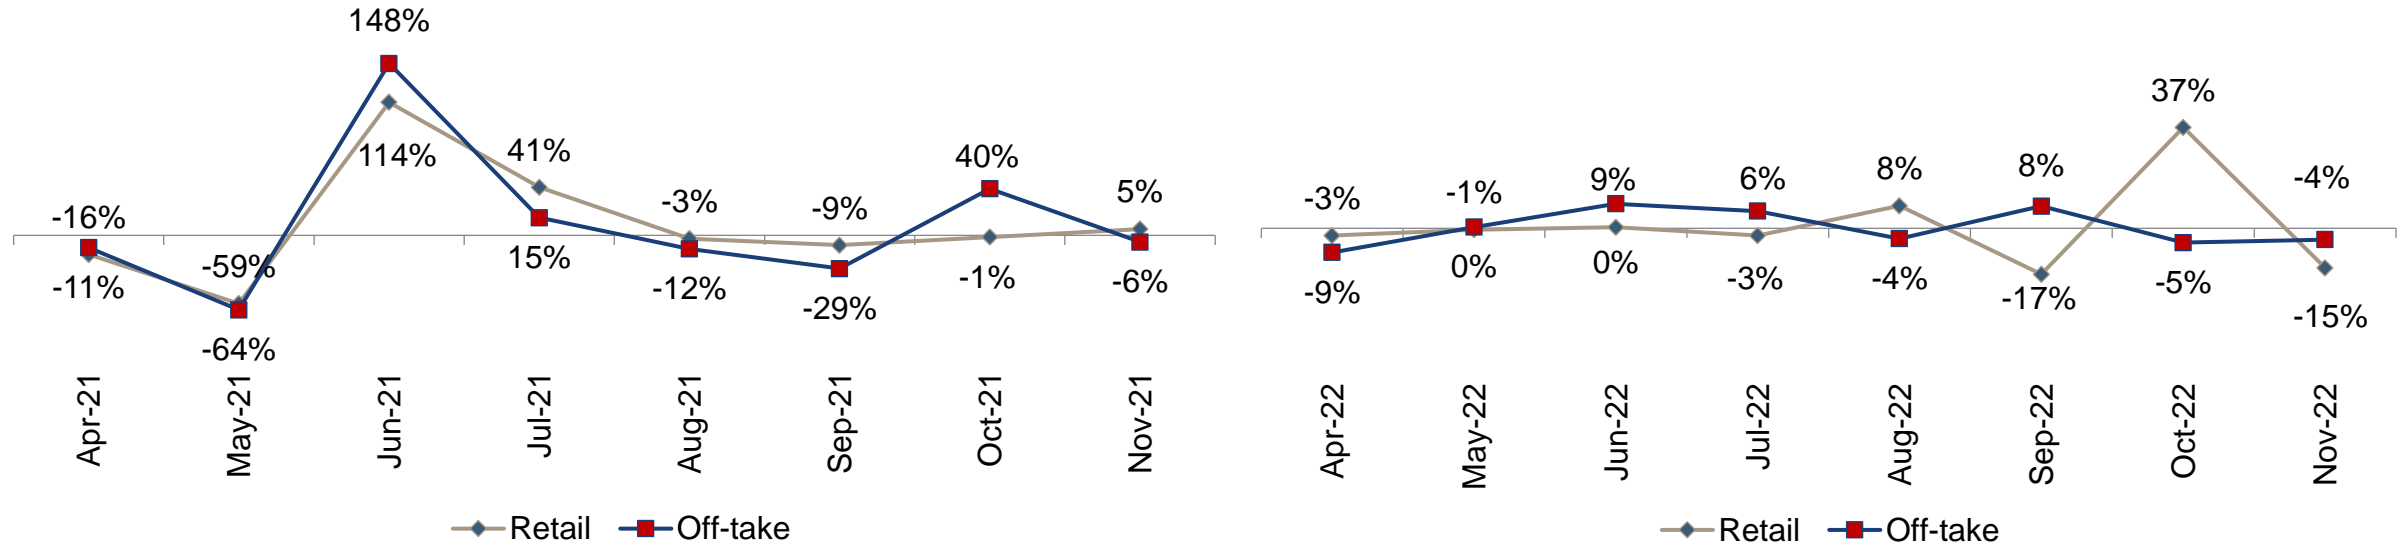 148%
114%
41%
40%
-16%
-3%
-9%
5%
-59%
15%
-11%
-12%
-1%
-6%
-29%
-64%
Apr-21
May-21
Jun-21
Jul-21
Aug-21
Sep-21
Oct-21
Nov-21
Retail Off-take
37%
-3%
-1%
9%
6%
8%
8%
-4%
-9%
0%
0%
-3%
-4%
-17%
-5%
-15%
Apr-22
May-22
Jun-22
Jul-22
Aug-22
Sep-22
Oct-22
Nov-22
Retail Off-take